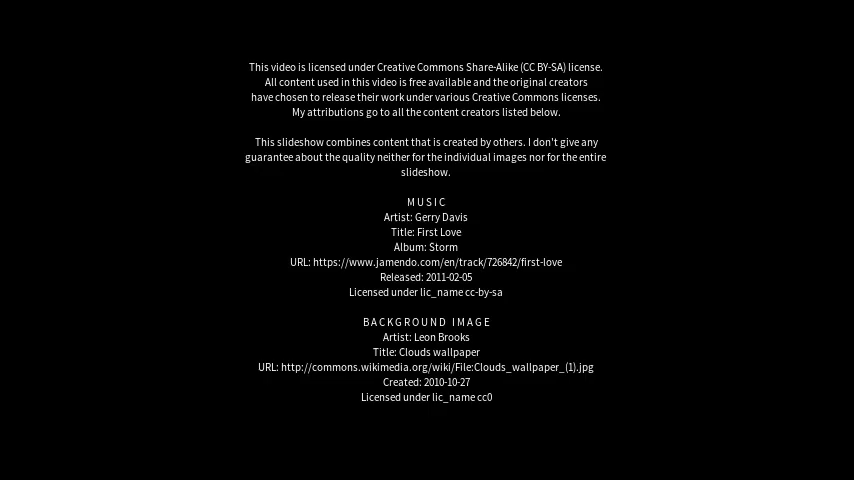 This video is licensed under Creative Commons Share-Alike (CC BY-SA) license.
All content used in this video is free available and the original creators
have chosen to release their work under various Creative Commons licenses.
My attributions go to all the content creators listed below.
This slideshow combines content that is created by others. I don't give any
guarantee about the quality neither for the individual images nor for the entire
slideshow.
MUSIC
Artist: Gerry Davis
Title: First Love
Album: Storm
URL: https://www.jamendo.com/en/track/726842/first-love
Released: 2011-02-05
Licensed under lic_name cc-by-sa
BACKGROUND IMAGE
Artist: Leon Brooks
Title: Clouds wallpaper
URL: http://commons.wikimedia.org/wiki/File:Clouds_wallpaper_(1).jpg
Created: 2010-10-27
Licensed under lic_name cc0